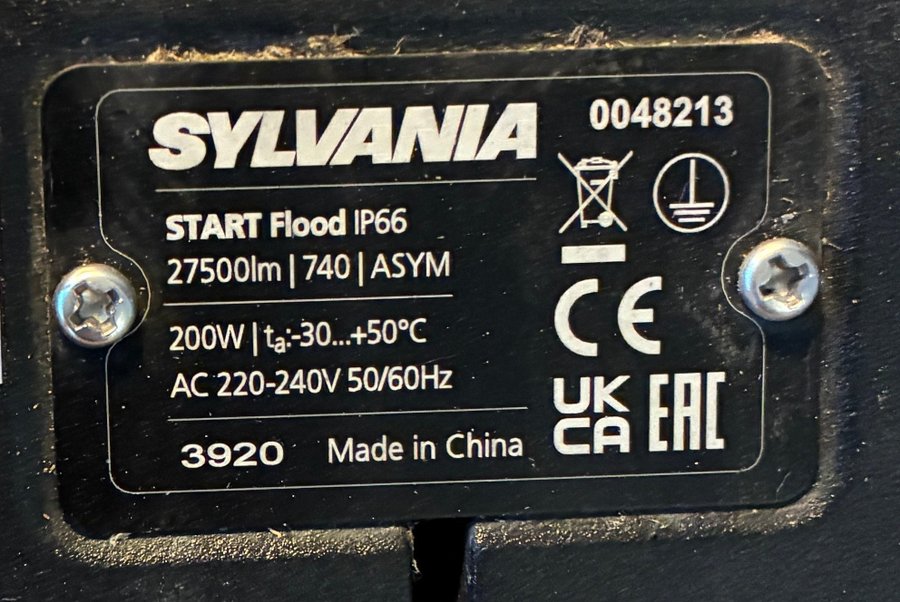 SYLVANIA
0048213
START Flood IP66
27500lm | 740 | ASYM
200W | ta:-30...+50°C
AC 220-240V 50/60Hz
3920 Made in China
CE
UK
CA
EAC